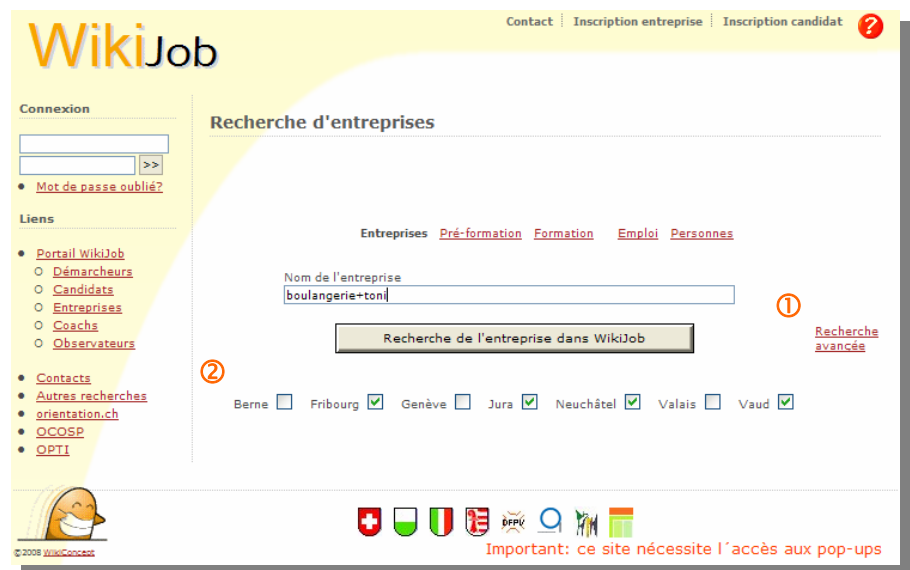 Contact Inscription entreprise Inscription candidat ?
WikiJob
Connexion
>>
Mot de passe oublié?
Liens
Portail WikiJob
Démarcheurs
Candidats
Entreprises
Coachs
Observateurs
Contacts
Autres recherches
orientation.ch
OCOSP
OPTI
Recherche d'entreprises
Entreprises Pré-formation Formation Emploi Personnes
Nom de l'entreprise
boulangerie+toni
①
Recherche de l'entreprise dans WikiJob
Recherche
avancée
②
Berne Fribourg Genève Jura Neuchâtel Valais Vaud
©2008 WikiConcept
DFPV
Important: ce site nécessite l´accès aux pop-ups